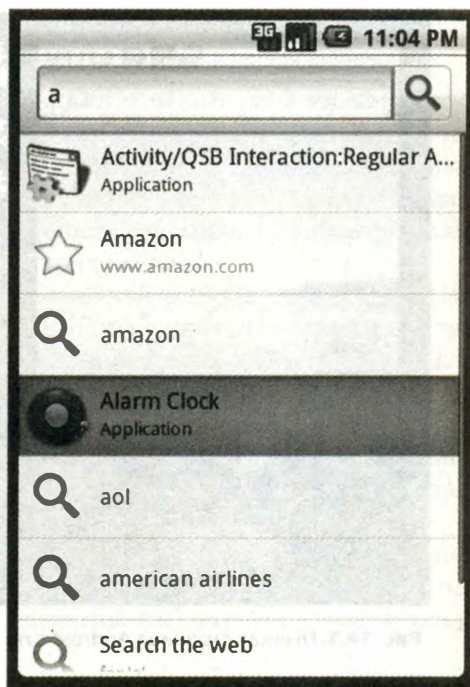 3G 11:04 PM
a
Activity/QSB Interaction:Regular A...
Application
Amazon
www.amazon.com
amazon
Alarm Clock
Application
aol
american airlines
Search the web